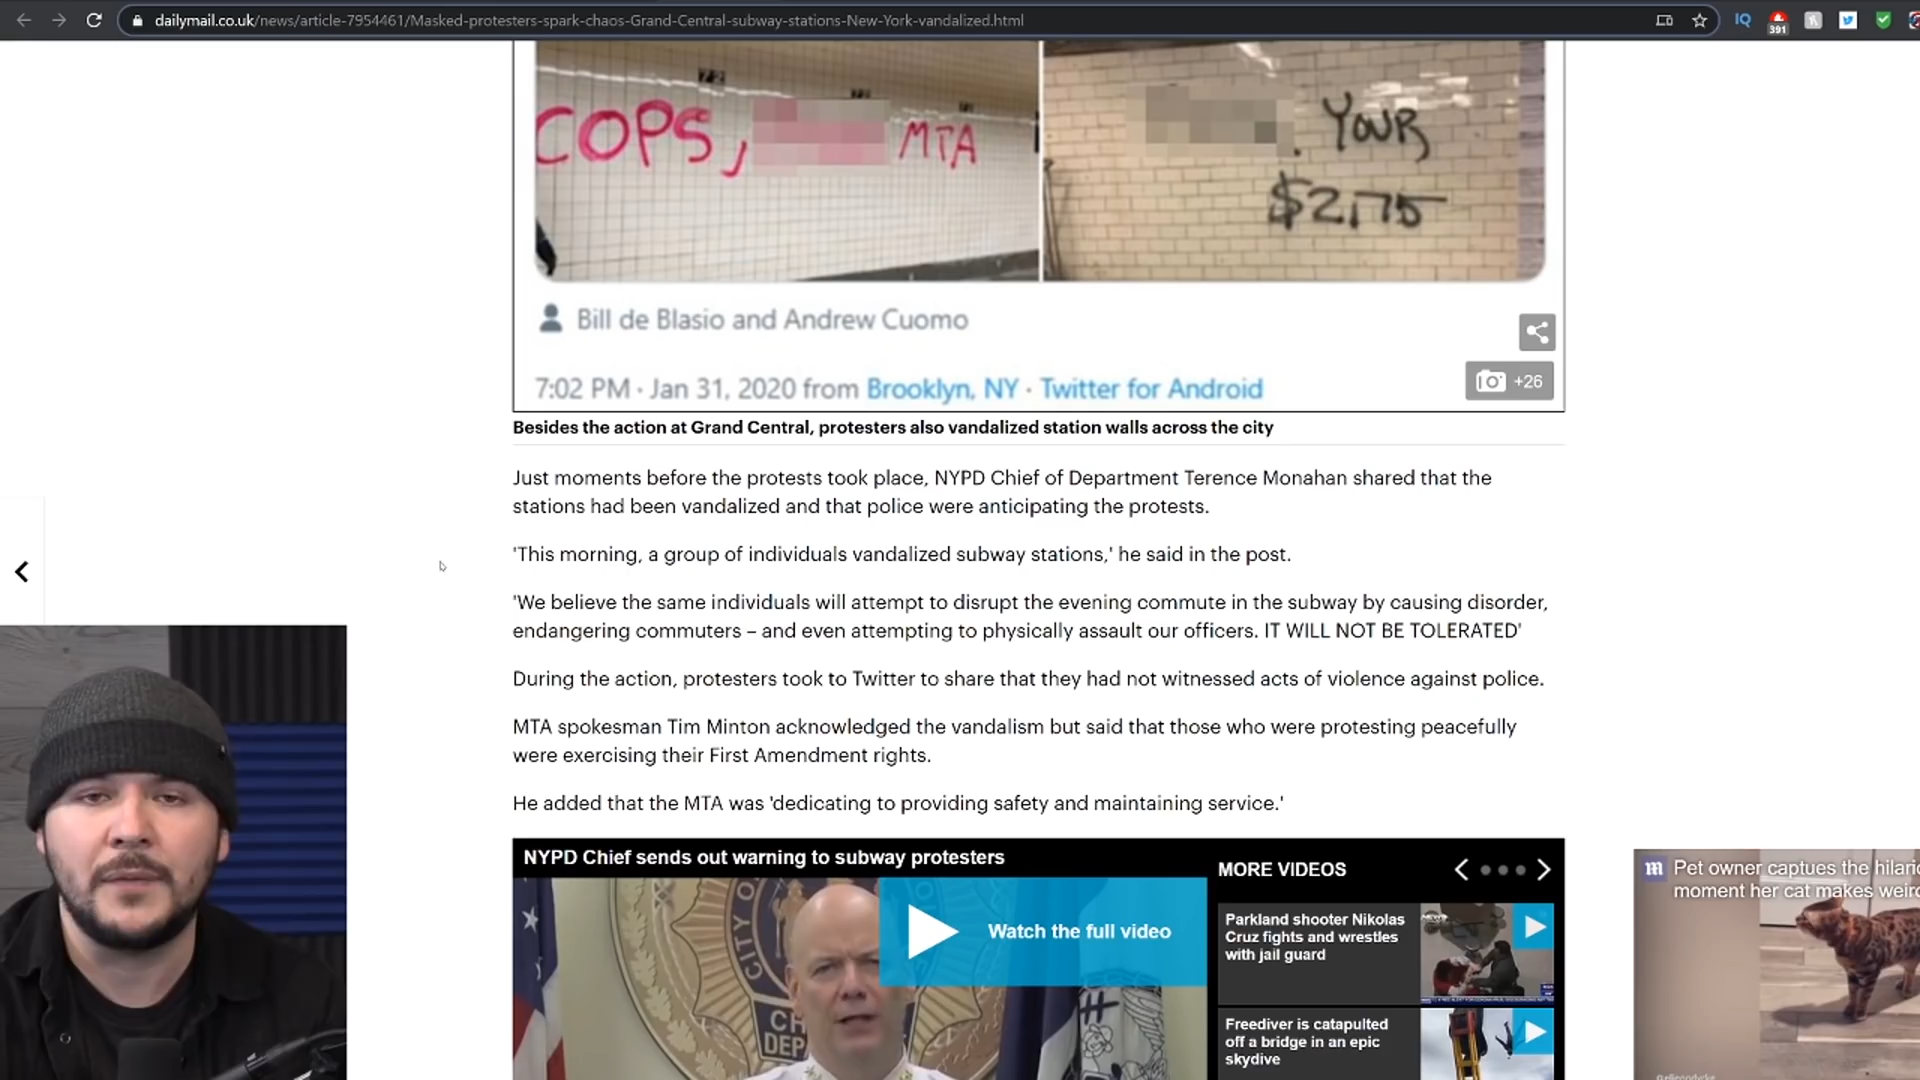 dailymail.co.uk/news/article-7954461/Masked-protesters-spark-chaos-Grand-Central-subway-stations-New-York-vandalized.html
IQ
391
COPS, MTA
. YOUR
$2.75
Bill de Blasio and Andrew Cuomo
7:02 PM · Jan 31, 2020 from Brooklyn, NY · Twitter for Android
+26
Besides the action at Grand Central, protesters also vandalized station walls across the city
Just moments before the protests took place, NYPD Chief of Department Terence Monahan shared that the
stations had been vandalized and that police were anticipating the protests.
'This morning, a group of individuals vandalized subway stations,' he said in the post.
'We believe the same individuals will attempt to disrupt the evening commute in the subway by causing disorder,
endangering commuters – and even attempting to physically assault our officers. IT WILL NOT BE TOLERATED'
During the action, protesters took to Twitter to share that they had not witnessed acts of violence against police.
MTA spokesman Tim Minton acknowledged the vandalism but said that those who were protesting peacefully
were exercising their First Amendment rights.
He added that the MTA was 'dedicating to providing safety and maintaining service.'
NYPD Chief sends out warning to subway protesters
Watch the full video
CITY O
CH
DEP
MORE VIDEOS
Parkland shooter Nikolas
Cruz fights and wrestles
with jail guard
Freediver is catapulted
off a bridge in an epic
skydive
m Pet owner captues the hilario
moment her cat makes weird